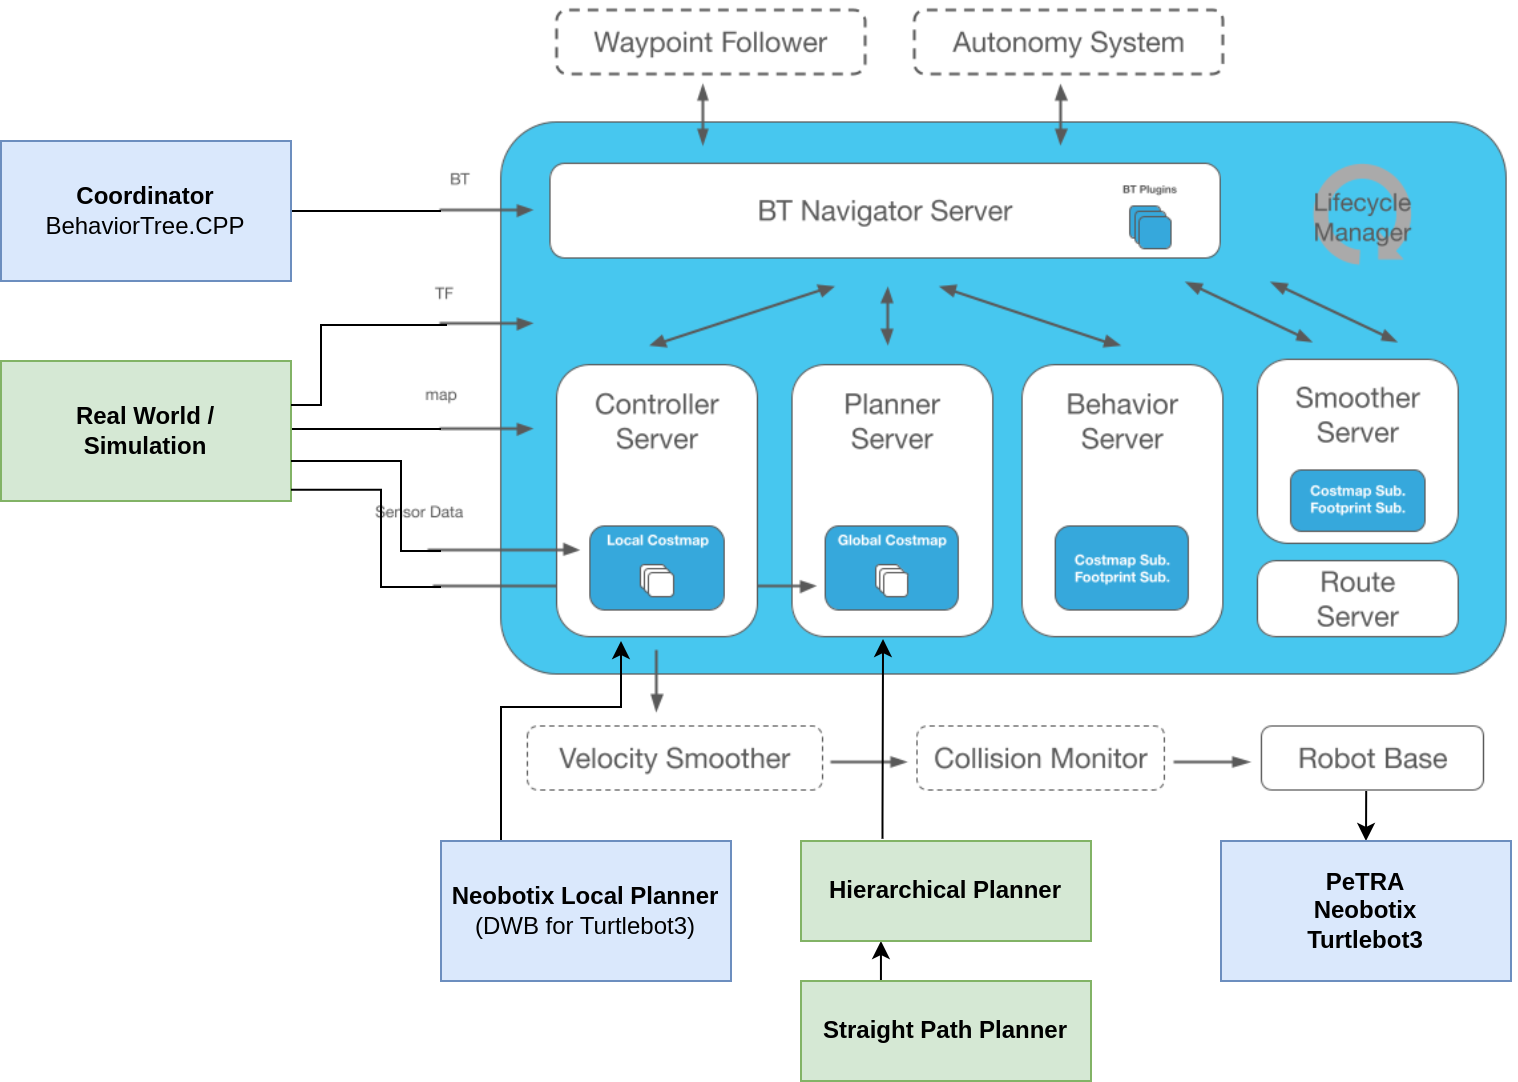 Waypoint Follower
Autonomy System
Coordinator
BehaviorTree.CPP
BT
BT Navigator Server
BT Plugins
Lifecycle
Manager
TF
Real World /
Simulation
map
Sensor Data
Controller
Server
Local Costmap
Planner
Server
Global Costmap
Behavior
Server
Costmap Sub.
Footprint Sub.
Smoother
Server
Costmap Sub.
Footprint Sub.
Route
Server
Velocity Smoother
Collision Monitor
Robot Base
Neobotix Local Planner
(DWB for Turtlebot3)
Hierarchical Planner
Straight Path Planner
PeTRA
Neobotix
Turtlebot3